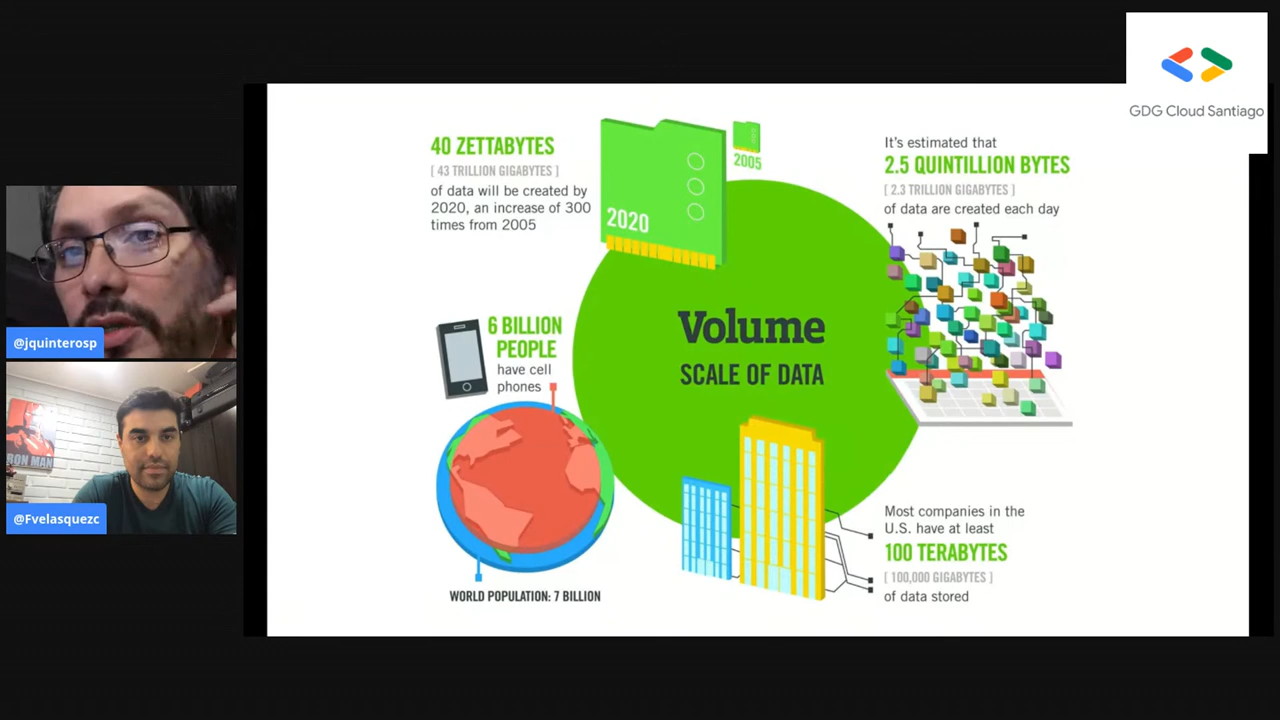 GDG Cloud Santiago
40 ZETTABYTES
[ 43 TRILLION GIGABYTES ]
of data will be created by
2020, an increase of 300
times from 2005
2020
2005
It's estimated that
2.5 QUINTILLION BYTES
[ 2.3 TRILLION GIGABYTES ]
of data are created each day
6 BILLION
PEOPLE
have cell
phones
WORLD POPULATION: 7 BILLION
Volume
SCALE OF DATA
Most companies in the
U.S. have at least
100 TERABYTES
[ 100,000 GIGABYTES ]
of data stored
@jquinterosp
RON MAN
@Fvelasquezc